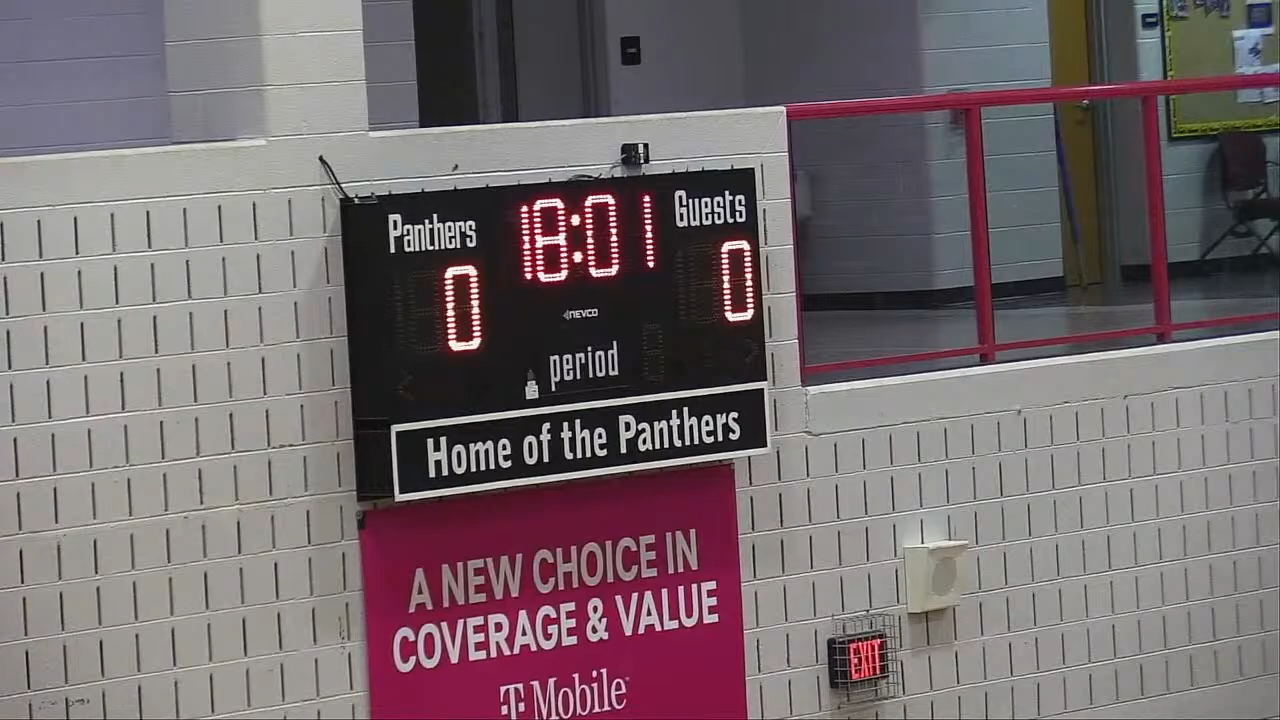 Panthers
18:01
Guests
0
0
NEVCO
period
Home of the Panthers
A NEW CHOICE IN
COVERAGE & VALUE
T Mobile
EXIT